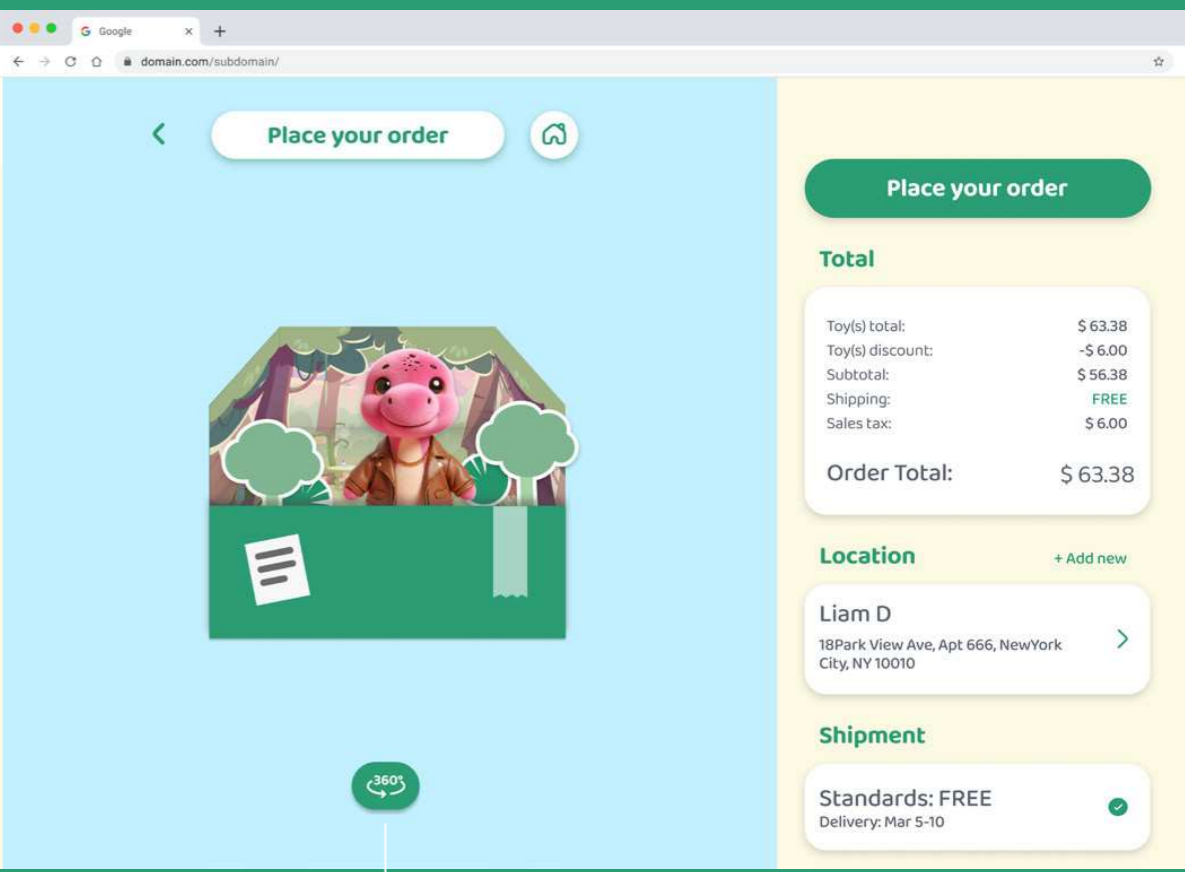 Google
domain.com/subdomain/
Place your order
Place your order
Total
Toy(s) total: $ 63.38
Toy(s) discount: -$ 6.00
Subtotal: $ 56.38
Shipping: FREE
Sales tax: $ 6.00
Order Total: $ 63.38
Location + Add new
Liam D
18Park View Ave, Apt 666, NewYork
City, NY 10010
Shipment
Standards: FREE
Delivery: Mar 5-10
360°